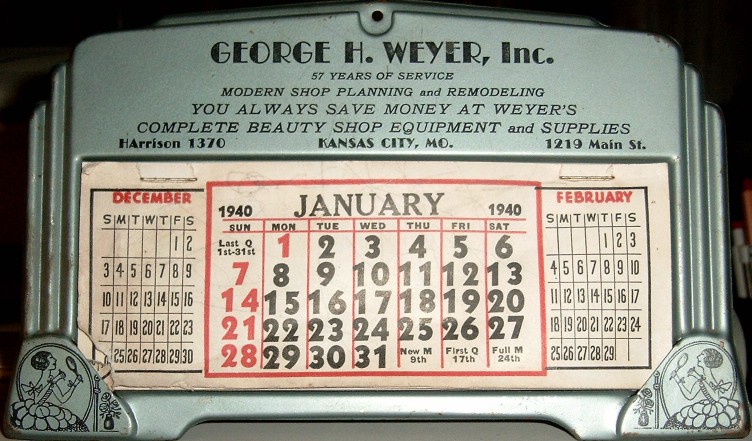 GEORGE H. WEYER, Inc.
57 YEARS OF SERVICE
MODERN SHOP PLANNING and REMODELING
YOU ALWAYS SAVE MONEY AT WEYER'S
COMPLETE BEAUTY SHOP EQUIPMENT and SUPPLIES
HArrison 1370 KANSAS CITY, MO. 1219 Main St.
DECEMBER
S M T W T F S
1 2
3 4 5 6 7 8 9
10 11 12 13 14 15 16
17 18 19 20 21 22 23
25 26 27 28 29 30
1940 JANUARY 1940
SUN MON TUE WED THU FRI SAT
Last Q 1st-31st 1 2 3 4 5 6
7 8 9 10 11 12 13
14 15 16 17 18 19 20
21 22 23 24 25 26 27
28 29 30 31 New M 9th First Q 17th Full M 24th
FEBRUARY
S M T W T F S
1 2 3
4 5 6 7 8 9 10
11 12 13 14 15 16 17
18 19 20 21 22 23 24
25 26 27 28 29